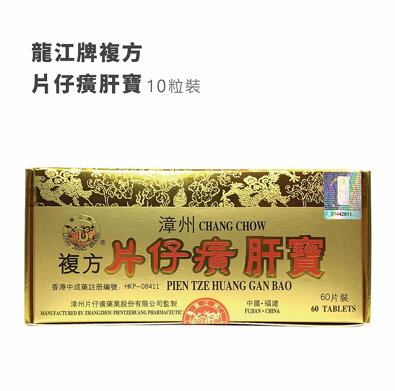 龍江牌複方
片仔癀肝寶 10粒裝
漳州 CHANG CHOW
複方 片仔癀 肝寶
®
香港中成藥註冊編號：HKP-08411 PIEN TZE HUANG GAN BAO
漳州片仔癀藥業股份有限公司監製
MANUFACTURED BY ZHANGZHOU PIENTZEHUANG PHARMACEUTIC
中國·福建
FUJIAN·CHINA
60片裝
60 TABLETS